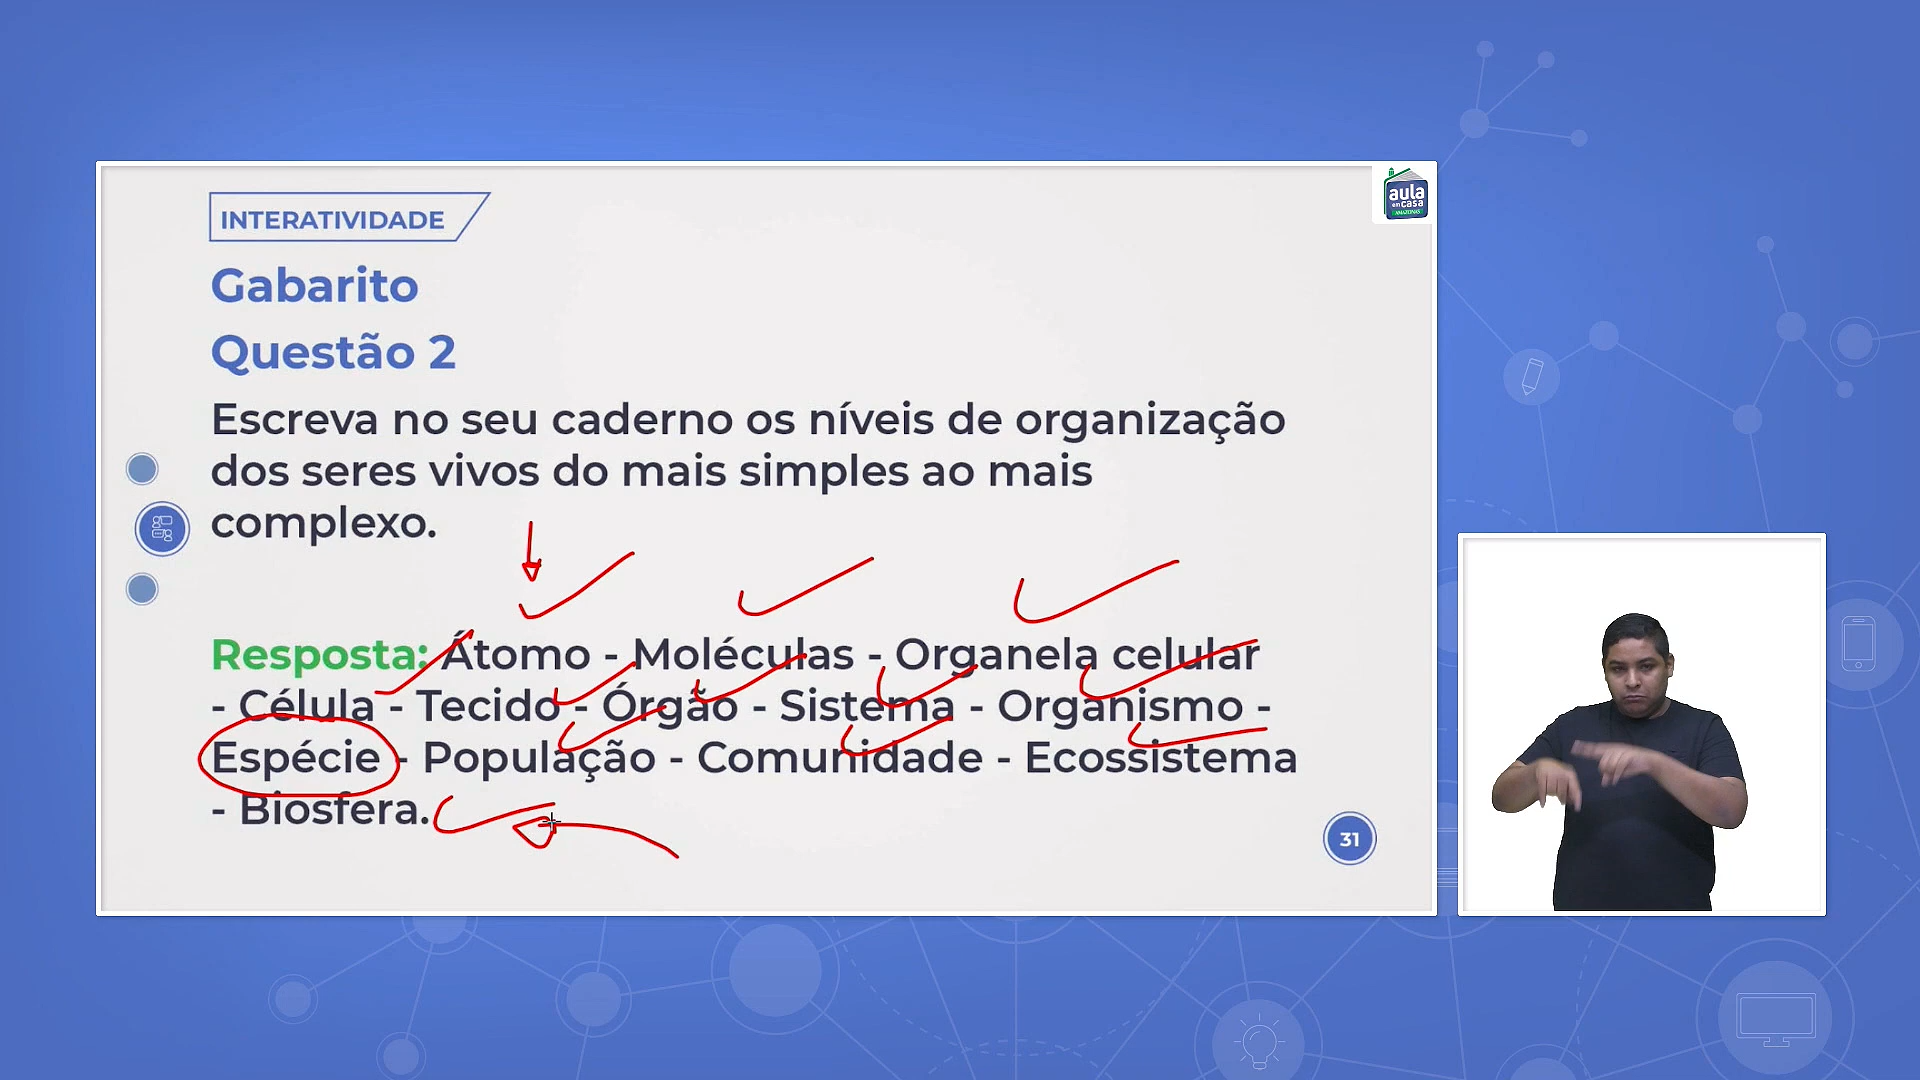 aula
em casa
AMAZONAS
INTERATIVIDADE
Gabarito
Questão 2
Escreva no seu caderno os níveis de organização
dos seres vivos do mais simples ao mais
complexo.
Resposta: Átomo - Moléculas - Organela celular
- Célula - Tecido - Órgão - Sistema - Organismo -
Espécie - População - Comunidade - Ecossistema
- Biosfera.
31